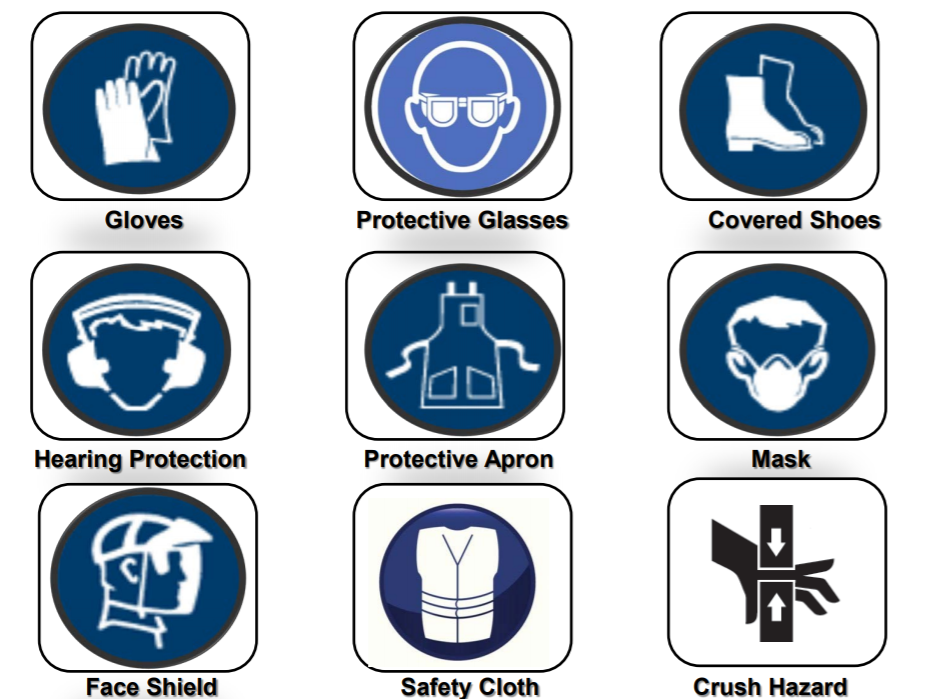 Gloves
Protective Glasses
Covered Shoes
Hearing Protection
Protective Apron
Mask
Face Shield
Safety Cloth
Crush Hazard